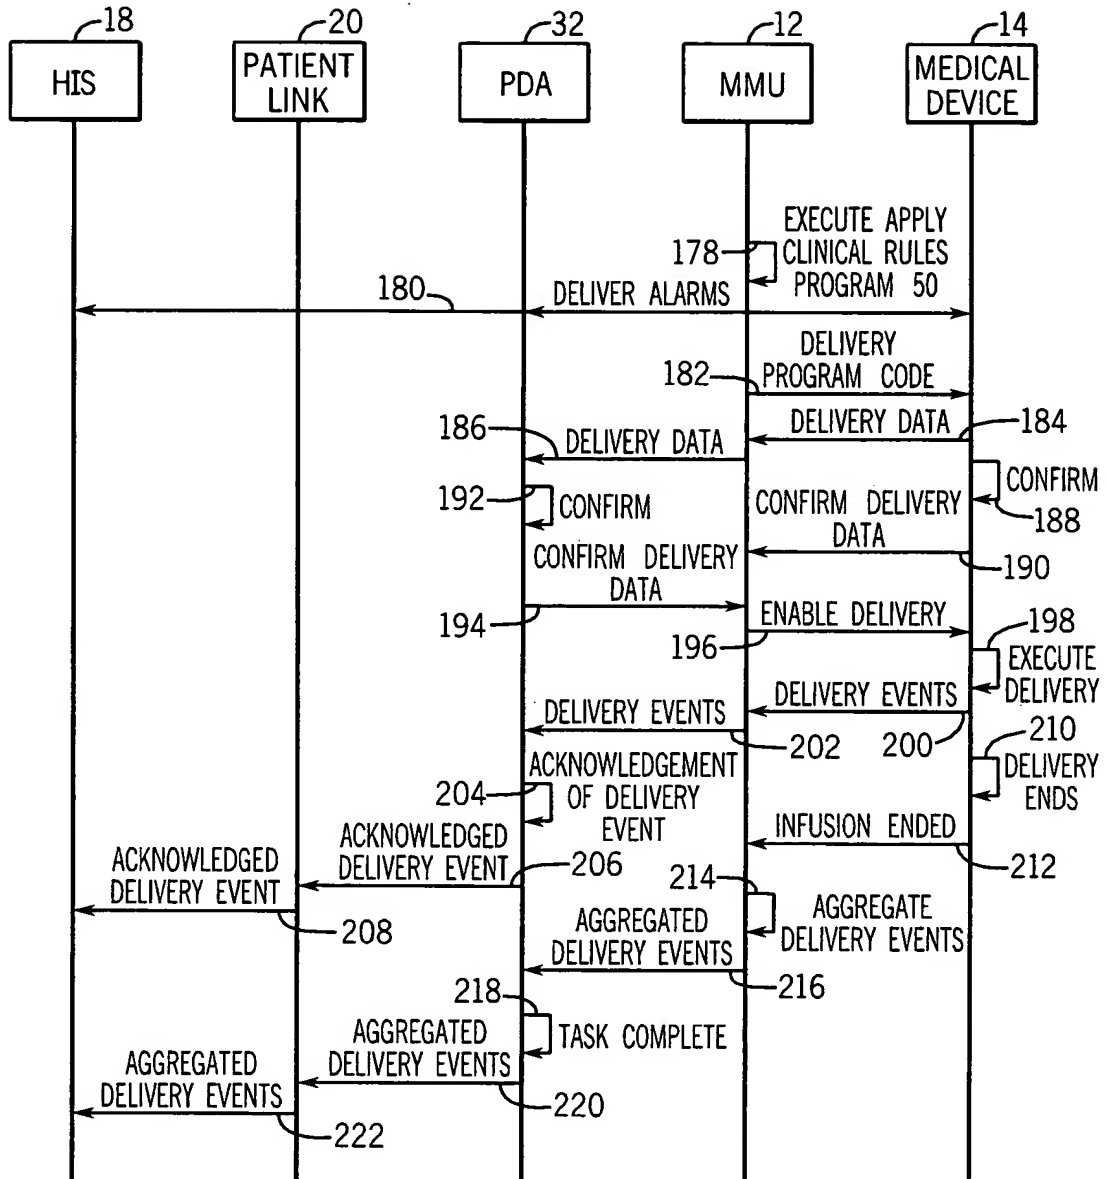 18
20
32
12
14
HIS
PATIENT
LINK
PDA
MMU
MEDICAL
DEVICE
178
EXECUTE APPLY
CLINICAL RULES
PROGRAM 50
180
DELIVER ALARMS
182
DELIVERY
PROGRAM CODE
DELIVERY DATA
184
186
DELIVERY DATA
CONFIRM
188
192
CONFIRM
CONFIRM DELIVERY
DATA
190
CONFIRM DELIVERY
DATA
194
ENABLE DELIVERY
196
198
EXECUTE
DELIVERY
DELIVERY EVENTS
200
DELIVERY EVENTS
202
210
DELIVERY
ENDS
204
ACKNOWLEDGEMENT
OF DELIVERY
EVENT
INFUSION ENDED
212
ACKNOWLEDGED
DELIVERY EVENT
206
ACKNOWLEDGED
DELIVERY EVENT
208
214
AGGREGATE
DELIVERY EVENTS
AGGREGATED
DELIVERY EVENTS
216
218
TASK COMPLETE
AGGREGATED
DELIVERY EVENTS
220
AGGREGATED
DELIVERY EVENTS
222